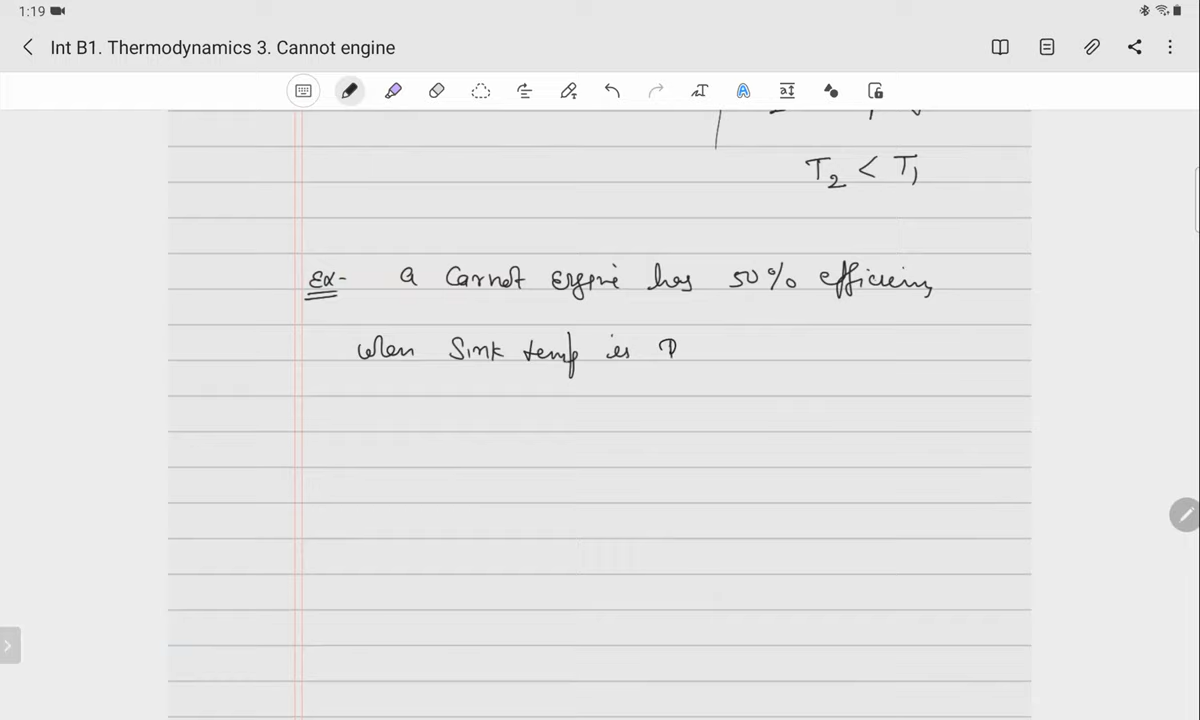 1:19
Int B1. Thermodynamics 3. Cannot engine
T₂ < T₁
Ex- a Carnot engine has 50% efficiency
when Sink temp is